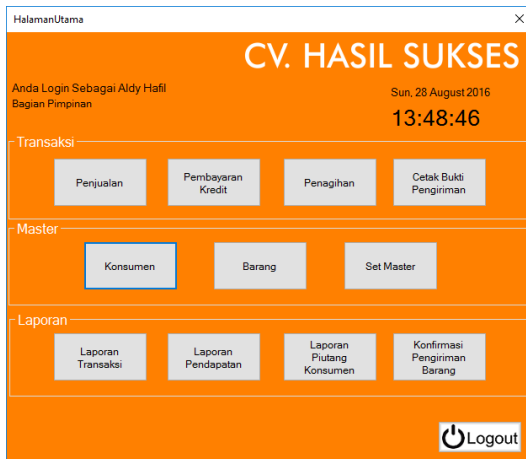 HalamanUtama
CV. HASIL SUKSES
Anda Login Sebagai Aldy Hafil
Bagian Pimpinan
Sun, 28 August 2016
13:48:46
Transaksi
Penjualan
Pembayaran
Kredit
Penagihan
Cetak Bukti
Pengiriman
Master
Konsumen
Barang
Set Master
Laporan
Laporan
Transaksi
Laporan
Pendapatan
Laporan
Piutang
Konsumen
Konfirmasi
Pengiriman
Barang
Logout